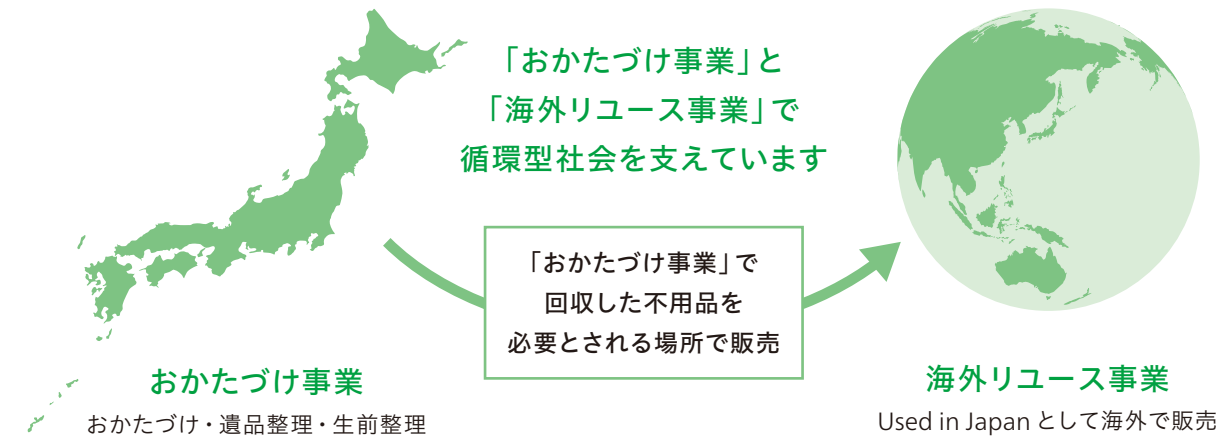 「おかたづけ事業」と
「海外リユース事業」で
循環型社会を支えています
「おかたづけ事業」で
回収した不用品を
必要とされる場所で販売
おかたづけ事業
おかたづけ・遺品整理・生前整理
海外リユース事業
Used in Japan として海外で販売